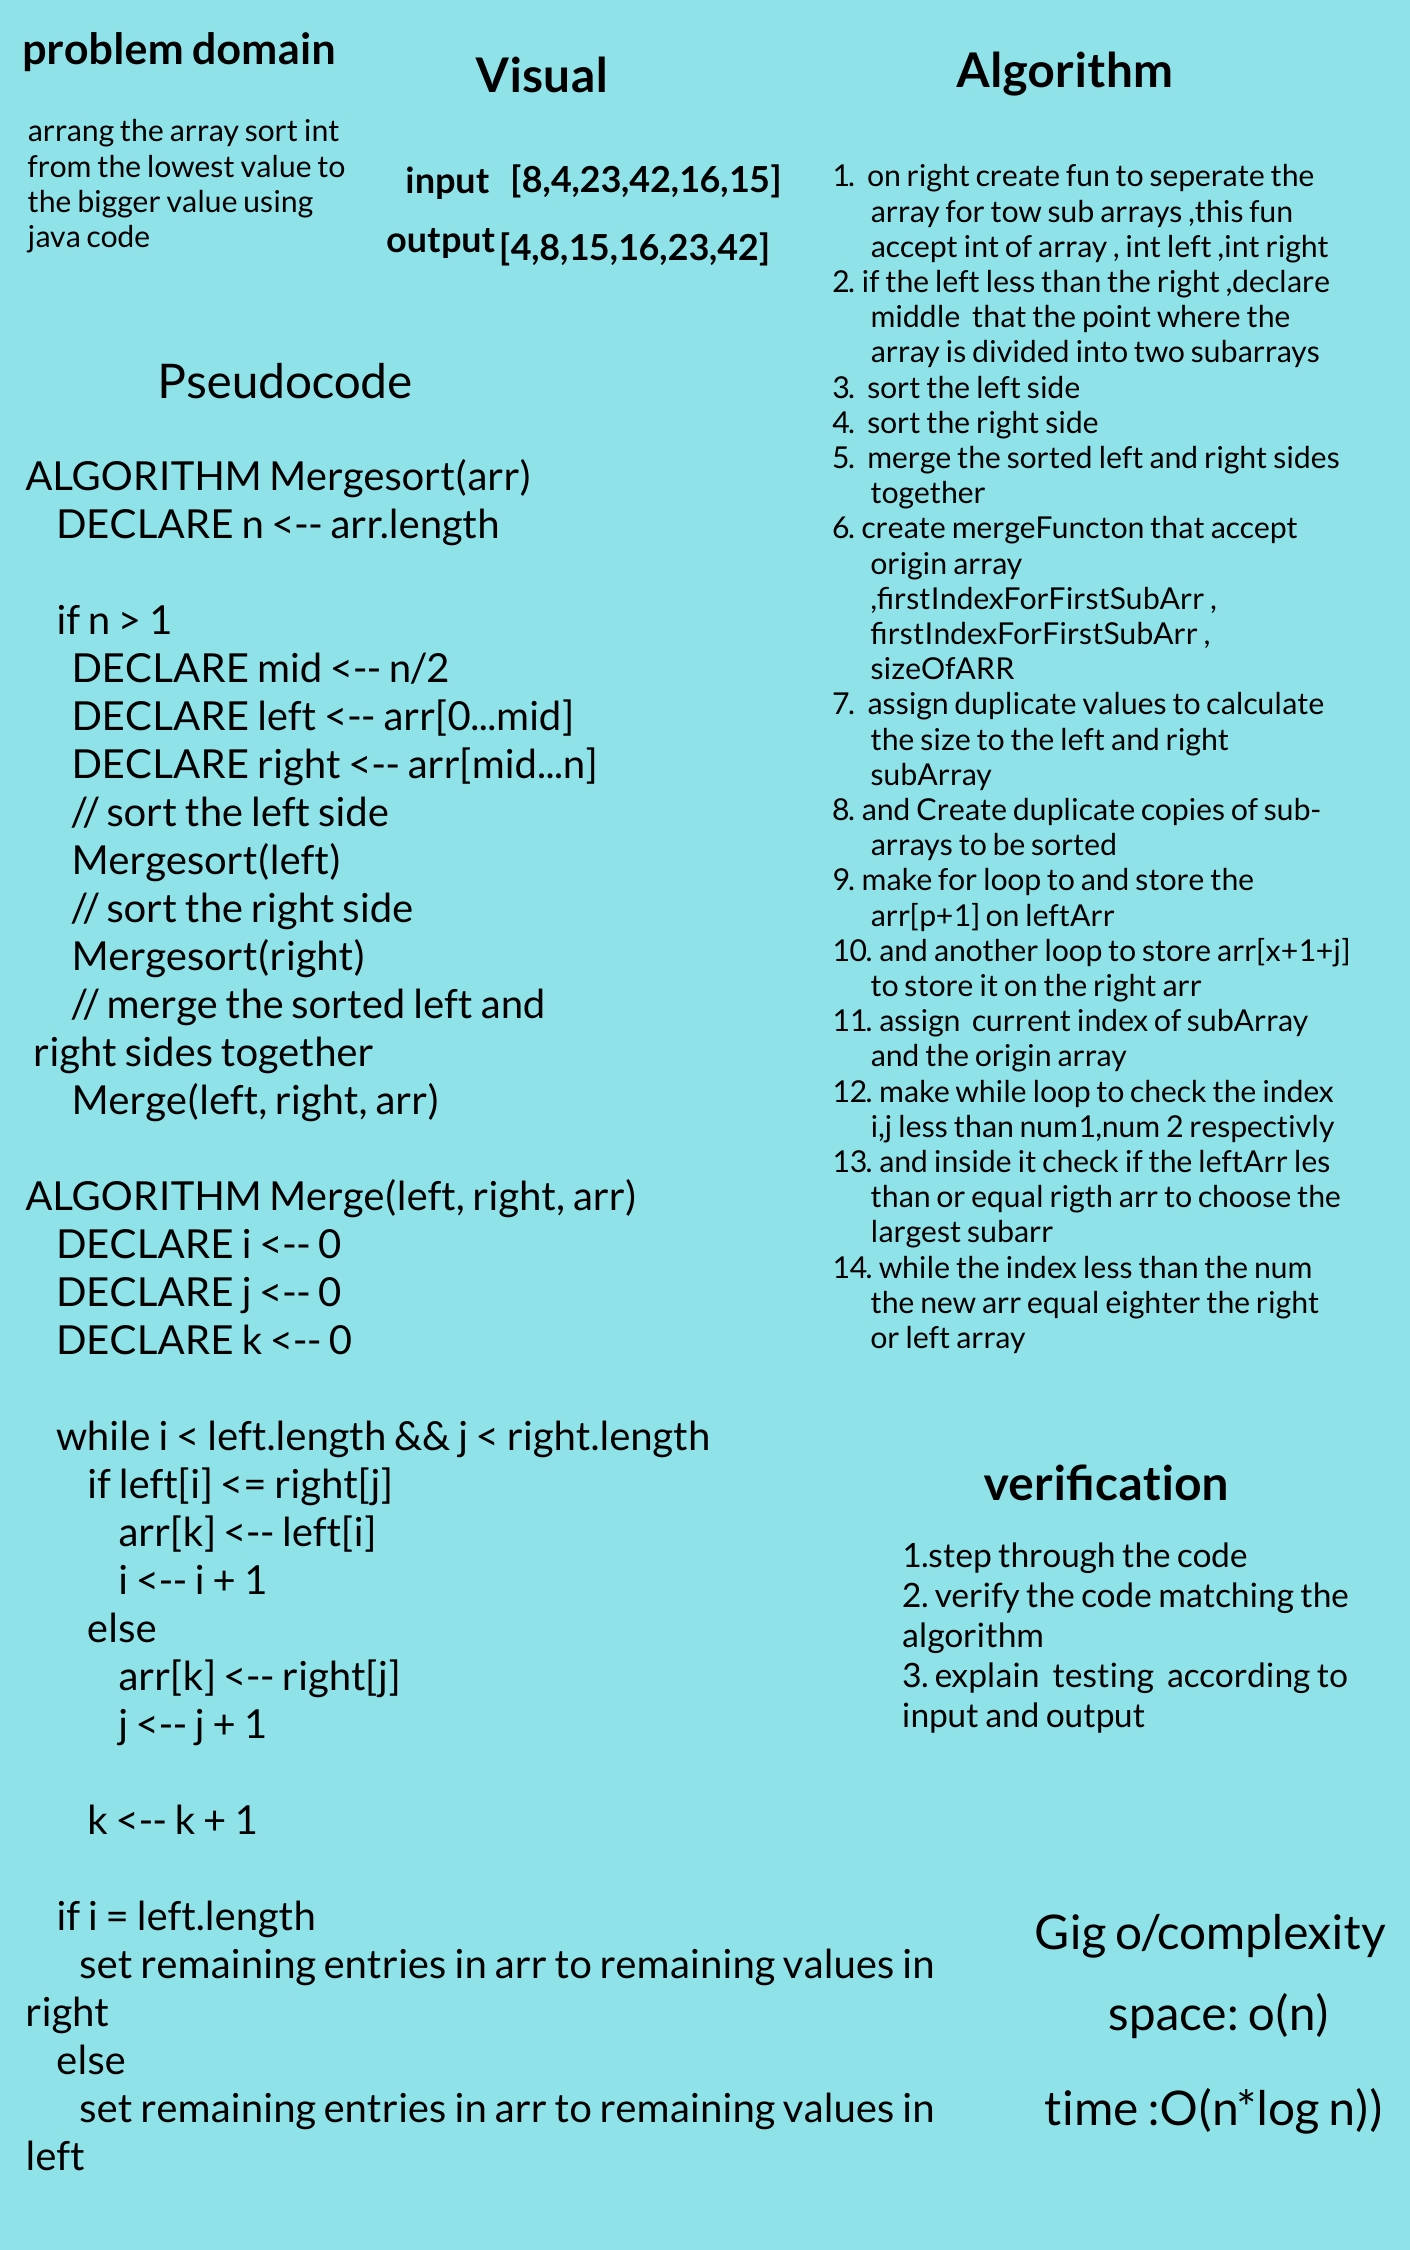 problem domain
arrang the array sort int
from the lowest value to
the bigger value using
java code
Visual
input [8,4,23,42,16,15]
output [4,8,15,16,23,42]
Pseudocode
ALGORITHM Mergesort(arr)
DECLARE n <-- arr.length
if n > 1
DECLARE mid <-- n/2
DECLARE left <-- arr[0...mid]
DECLARE right <-- arr[mid...n]
// sort the left side
Mergesort(left)
// sort the right side
Mergesort(right)
// merge the sorted left and
right sides together
Merge(left, right, arr)
ALGORITHM Merge(left, right, arr)
DECLARE i <-- 0
DECLARE j <-- 0
DECLARE k <-- 0
while i < left.length && j < right.length
if left[i] <= right[j]
arr[k] <-- left[i]
i <-- i + 1
else
arr[k] <-- right[j]
j <-- j + 1
k <-- k + 1
if i = left.length
set remaining entries in arr to remaining values in
right
else
set remaining entries in arr to remaining values in
left
Algorithm
1. on right create fun to seperate the
array for tow sub arrays ,this fun
accept int of array , int left ,int right
2. if the left less than the right ,declare
middle that the point where the
array is divided into two subarrays
3. sort the left side
4. sort the right side
5. merge the sorted left and right sides
together
6. create mergeFuncton that accept
origin array
,firstIndexForFirstSubArr ,
firstIndexForFirstSubArr ,
sizeOfARR
7. assign duplicate values to calculate
the size to the left and right
subArray
8. and Create duplicate copies of sub-
arrays to be sorted
9. make for loop to and store the
arr[p+1] on leftArr
10. and another loop to store arr[x+1+j]
to store it on the right arr
11. assign current index of subArray
and the origin array
12. make while loop to check the index
i,j less than num1,num 2 respectivly
13. and inside it check if the leftArr les
than or equal rigth arr to choose the
largest subarr
14. while the index less than the num
the new arr equal eighter the right
or left array
verification
1.step through the code
2. verify the code matching the
algorithm
3. explain testing according to
input and output
Gig o/complexity
space: o(n)
time :O(n*log n))